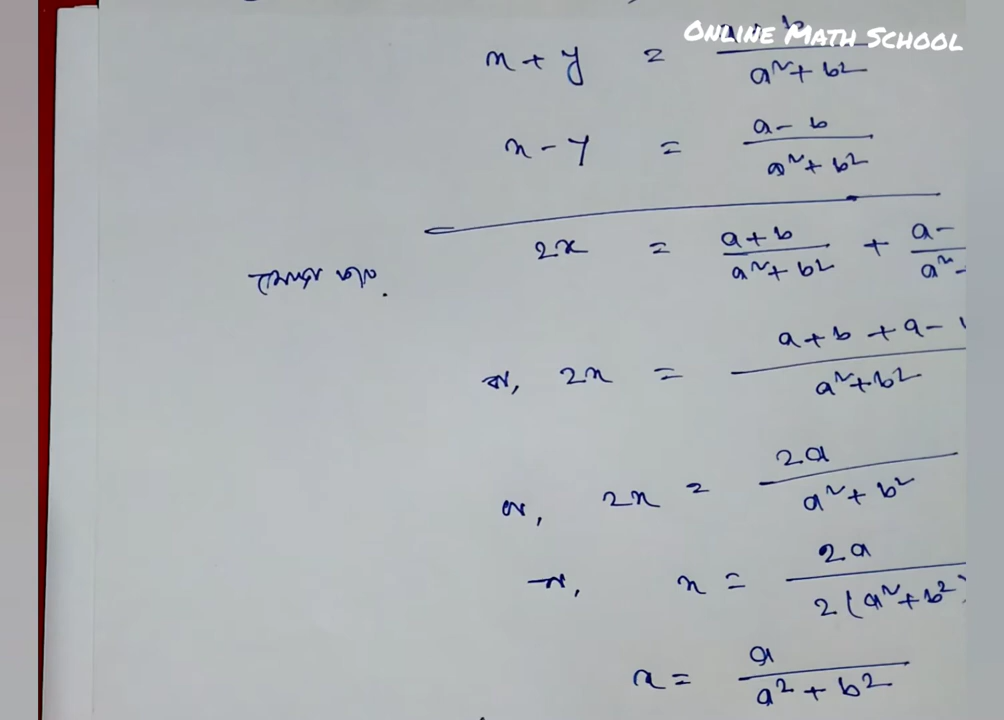 ONLINE MATH SCHOOL
x + y = a + b / a² + b²
x - y = a - b / a² + b²
2x = a + b / a² + b² + a - / a² -
যোগ করে,
বা, 2x = a + b + a - / a² + b²
বা, 2x = 2a / a² + b²
বা, x = 2a / 2(a² + b²)
x = a / a² + b²